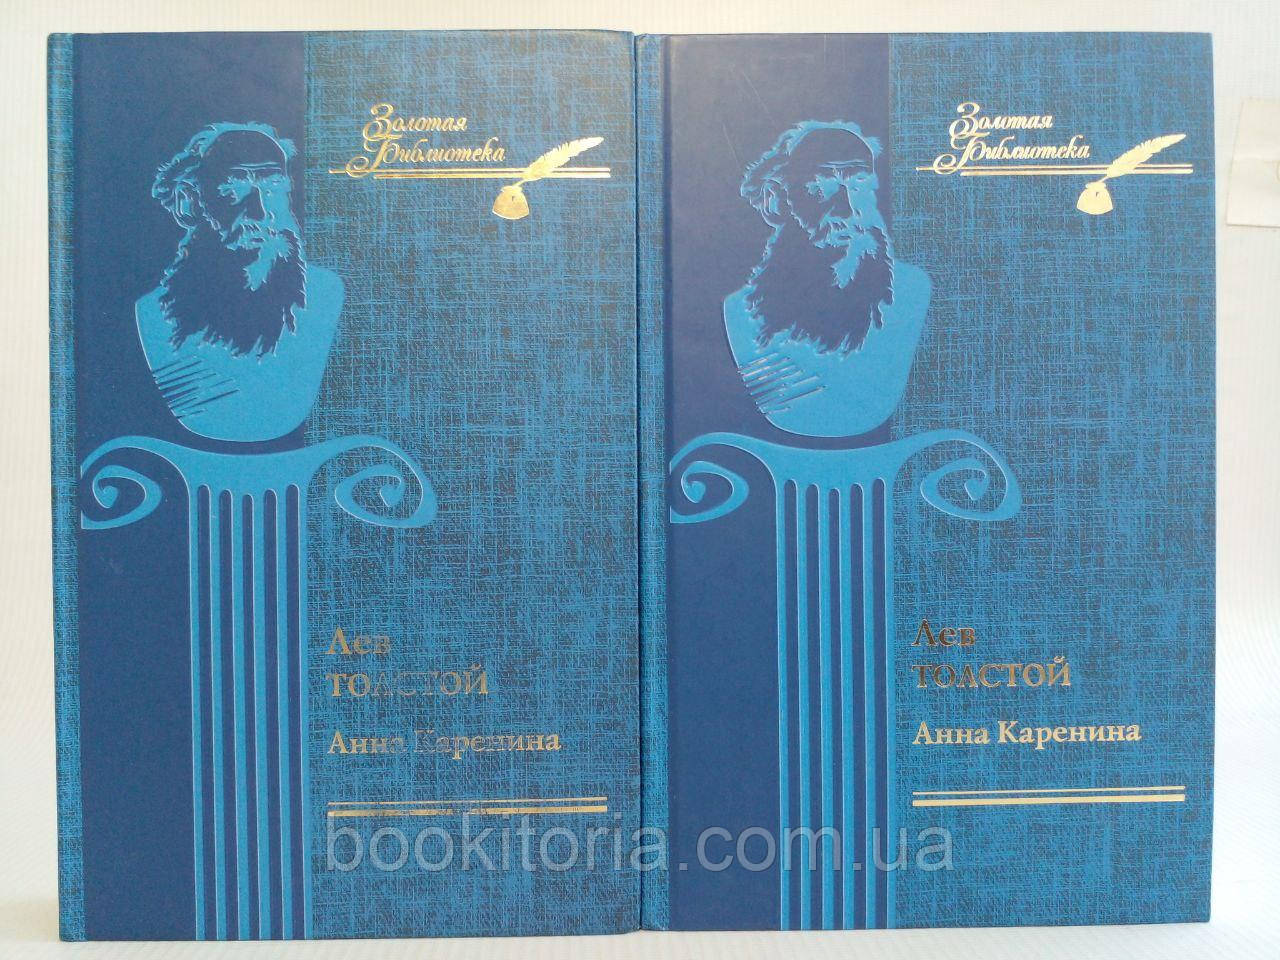 Золотая
Библиотека
Лев
ТОЛСТОЙ
Анна Каренина
Золотая
Библиотека
Лев
ТОЛСТОЙ
Анна Каренина
bookitoria.com.ua